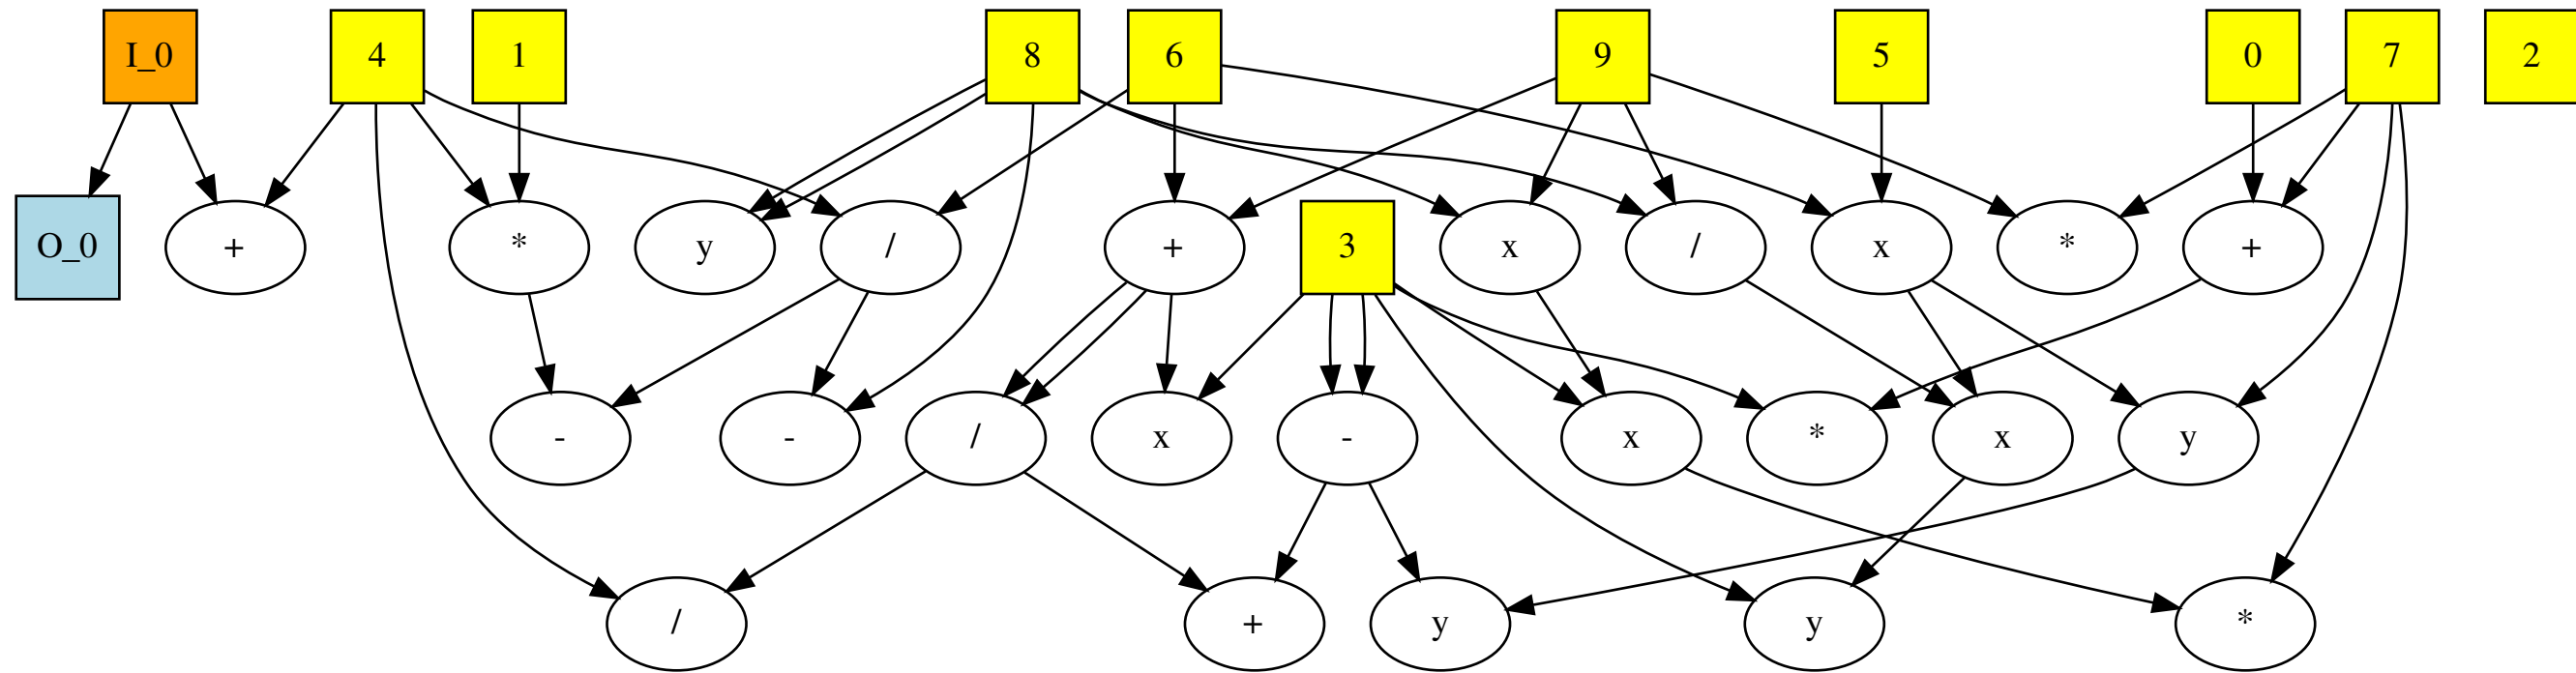 I_0 4 1 8 6 9 5 0 7 2
O_0 + * y / + 3 x / x * +
- - / x - x * x y
/ + y y *